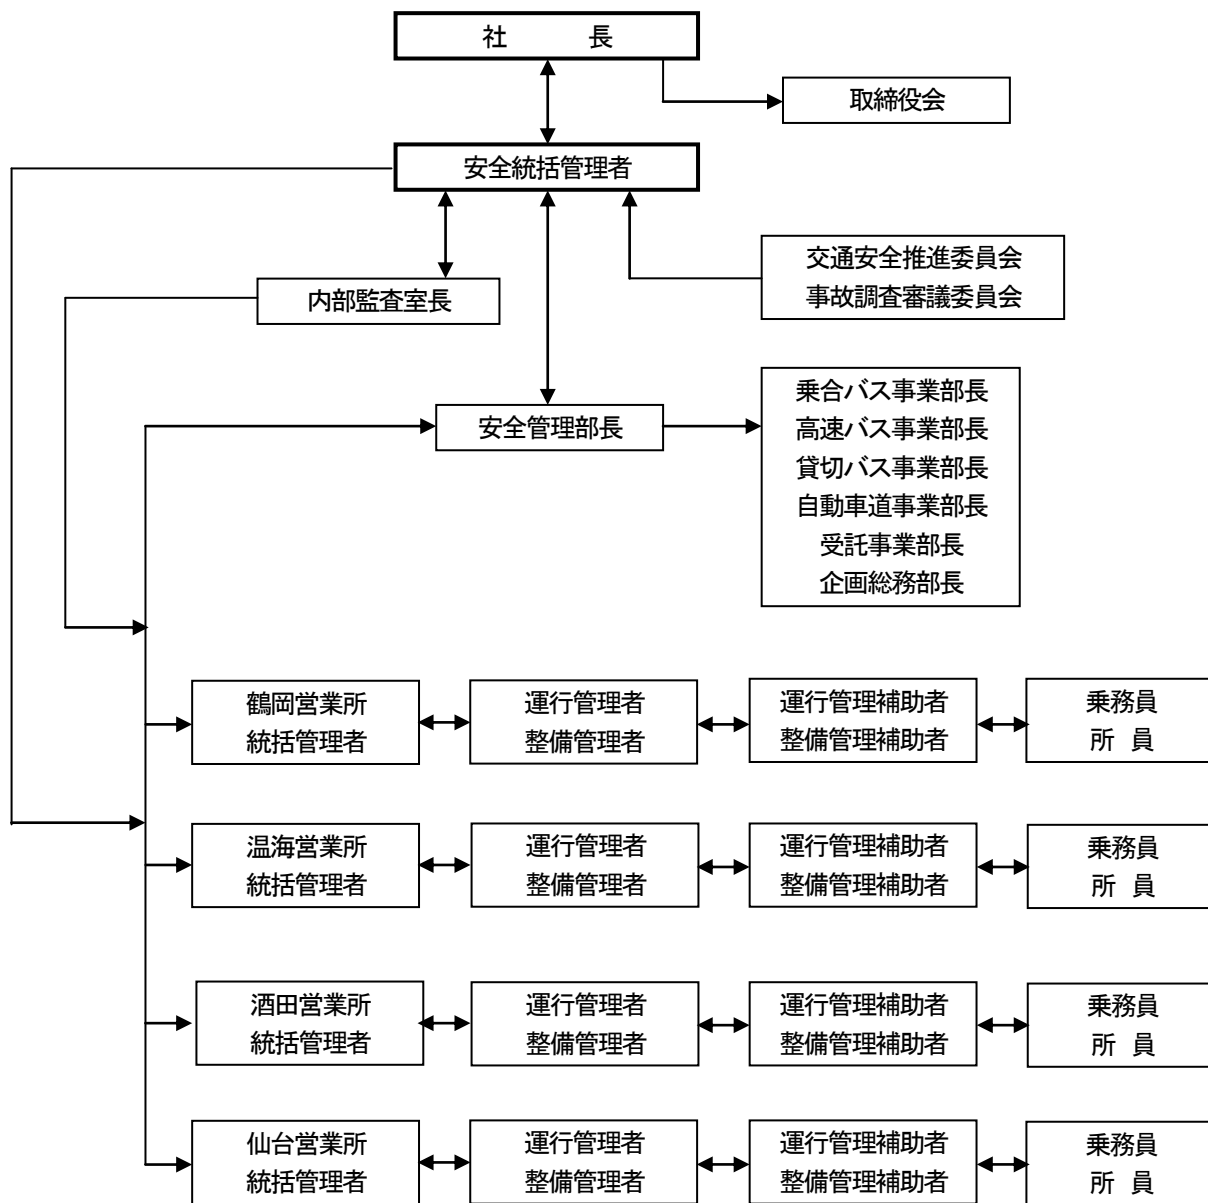 社 長
取締役会
安全統括管理者
交通安全推進委員会
事故調査審議委員会
内部監査室長
安全管理部長
乗合バス事業部長
高速バス事業部長
貸切バス事業部長
自動車道事業部長
受託事業部長
企画総務部長
鶴岡営業所
統括管理者
運行管理者
整備管理者
運行管理補助者
整備管理補助者
乗務員
所 員
温海営業所
統括管理者
運行管理者
整備管理者
運行管理補助者
整備管理補助者
乗務員
所 員
酒田営業所
統括管理者
運行管理者
整備管理者
運行管理補助者
整備管理補助者
乗務員
所 員
仙台営業所
統括管理者
運行管理者
整備管理者
運行管理補助者
整備管理補助者
乗務員
所 員